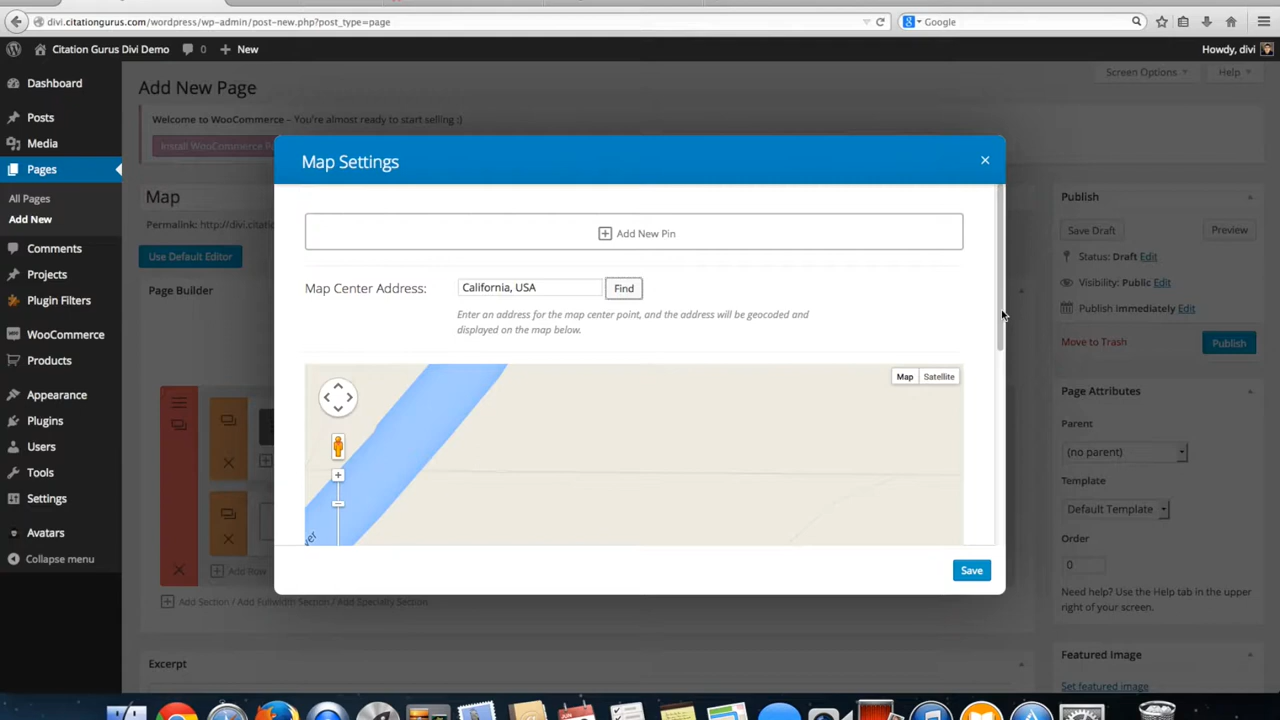 divi.citationgurus.com/wordpress/wp-admin/post-new.php?post_type=page
Google
Citation Gurus Divi Demo
0
New
Howdy, divi
Dashboard
Posts
Media
Pages
All Pages
Add New
Comments
Projects
Plugin Filters
WooCommerce
Products
Appearance
Plugins
Users
Tools
Settings
Avatars
Collapse menu
Screen Options
Help
Add New Page
Welcome to WooCommerce – You're almost ready to start selling :)
Install WooCommerce P
Map
Permalink: http://divi.citati
Use Default Editor
Page Builder
Add Row
Add Section / Add Fullwidth Section / Add Specialty Section
Excerpt
Map Settings
Add New Pin
Map Center Address:
California, USA
Find
Enter an address for the map center point, and the address will be geocoded and
displayed on the map below.
Map
Satellite
ver
Save
Publish
Save Draft
Preview
Status: Draft Edit
Visibility: Public Edit
Publish immediately Edit
Move to Trash
Publish
Page Attributes
Parent
(no parent)
Template
Default Template
Order
0
Need help? Use the Help tab in the upper
right of your screen.
Featured Image
Set featured image